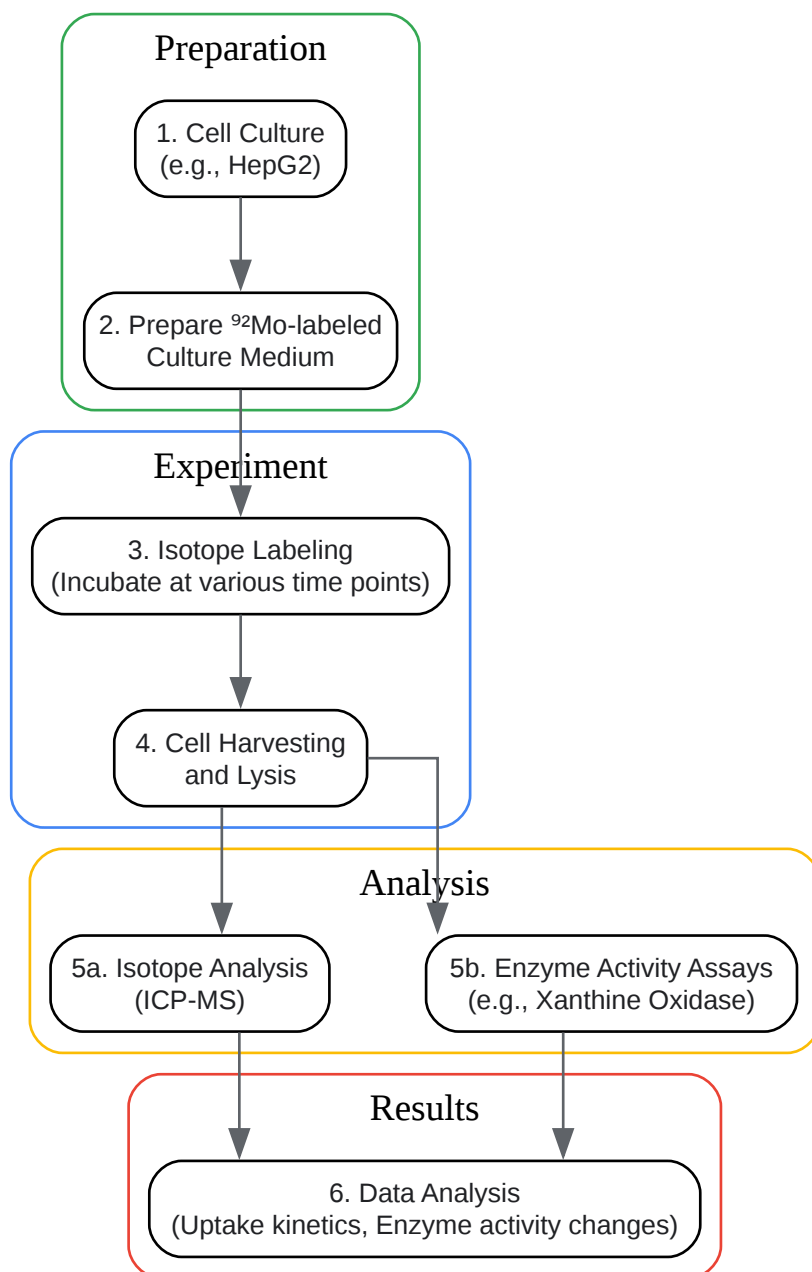 Preparation
1. Cell Culture
(e.g., HepG2)
2. Prepare ⁹²Mo-labeled
Culture Medium
Experiment
3. Isotope Labeling
(Incubate at various time points)
4. Cell Harvesting
and Lysis
Analysis
5a. Isotope Analysis
(ICP-MS)
5b. Enzyme Activity Assays
(e.g., Xanthine Oxidase)
Results
6. Data Analysis
(Uptake kinetics, Enzyme activity changes)